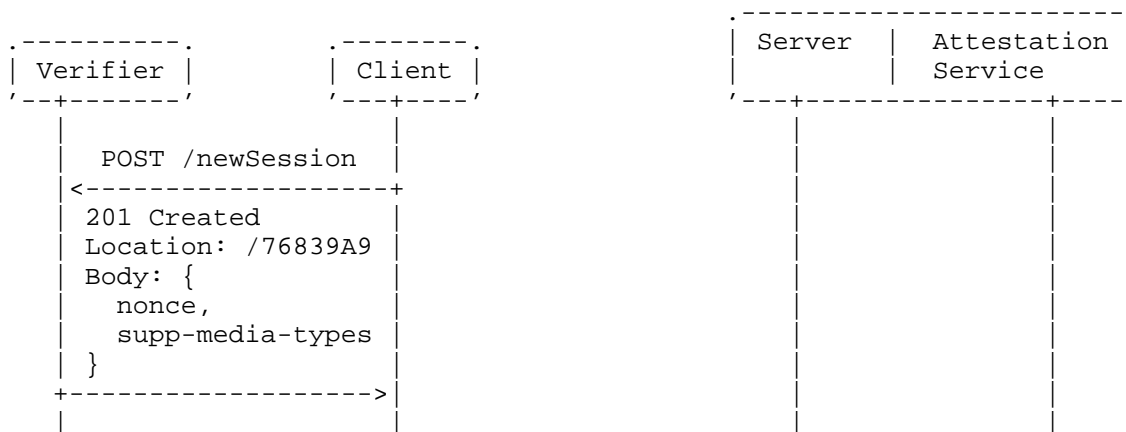 Server | Attestation
Verifier | Client | Service
POST /newSession
201 Created
Location: /76839A9
Body: {
nonce,
supp-media-types
}